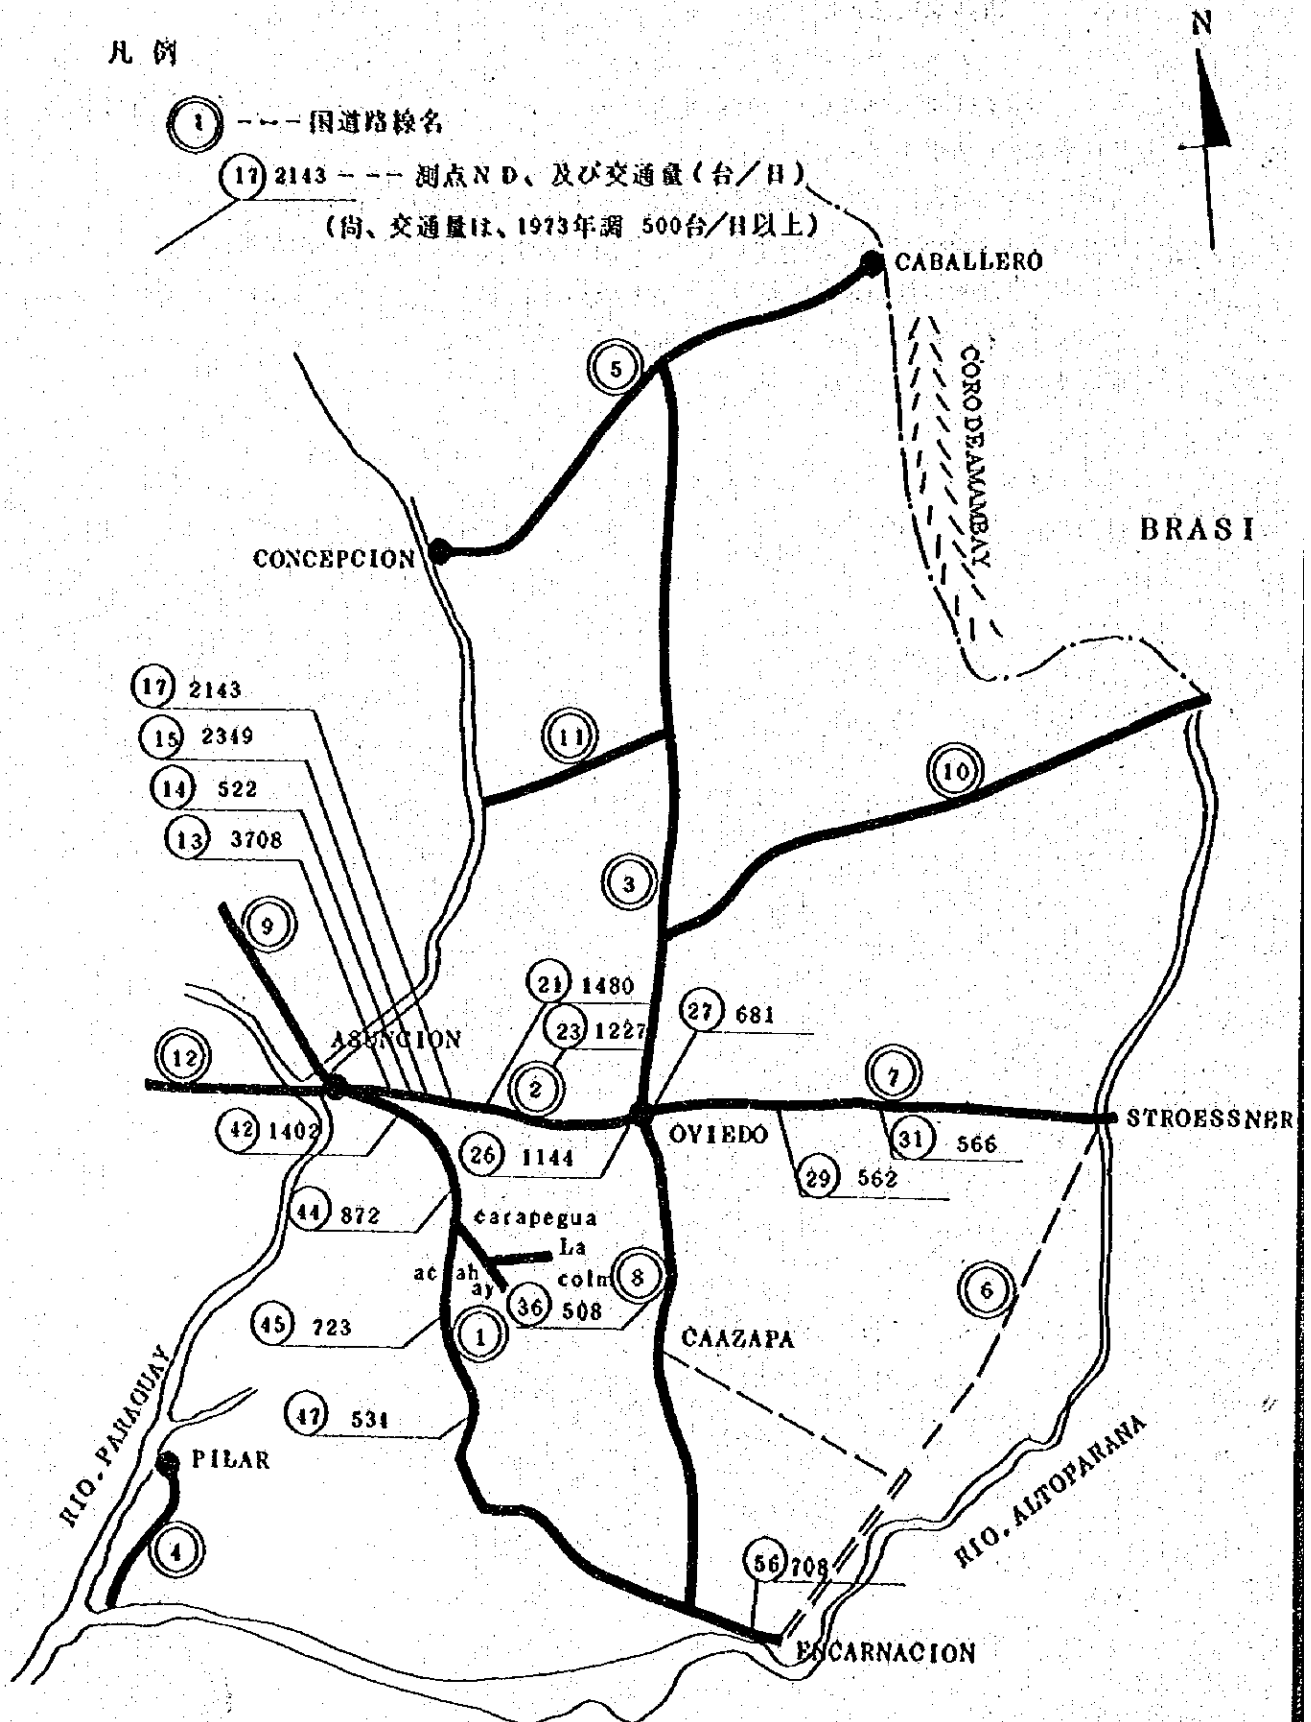 凡例
N
1 --- 国道路線名
17 2143 --- 測点ND、及び交通量(台/日)
(尚、交通量は、1973年調 500台/日以上)
CABALLERO
5
CORODEAMAMBAY
BRASI
CONCEPCION
17 2143
15 2349
14 522
13 3708
11
10
3
9
21 1480
23 1227
27 681
ASUNCION
12
2
7
STROESSNER
42 1402
26 1144
OVIEDO
31 566
29 562
44 872
carapegua
La
colm
acahay
8
6
36 508
45 723
1
CAAZAPA
47 534
RIO. PARAGUAY
PILAR
RIO. ALTOPARANA
4
56 708
ENCARNACION